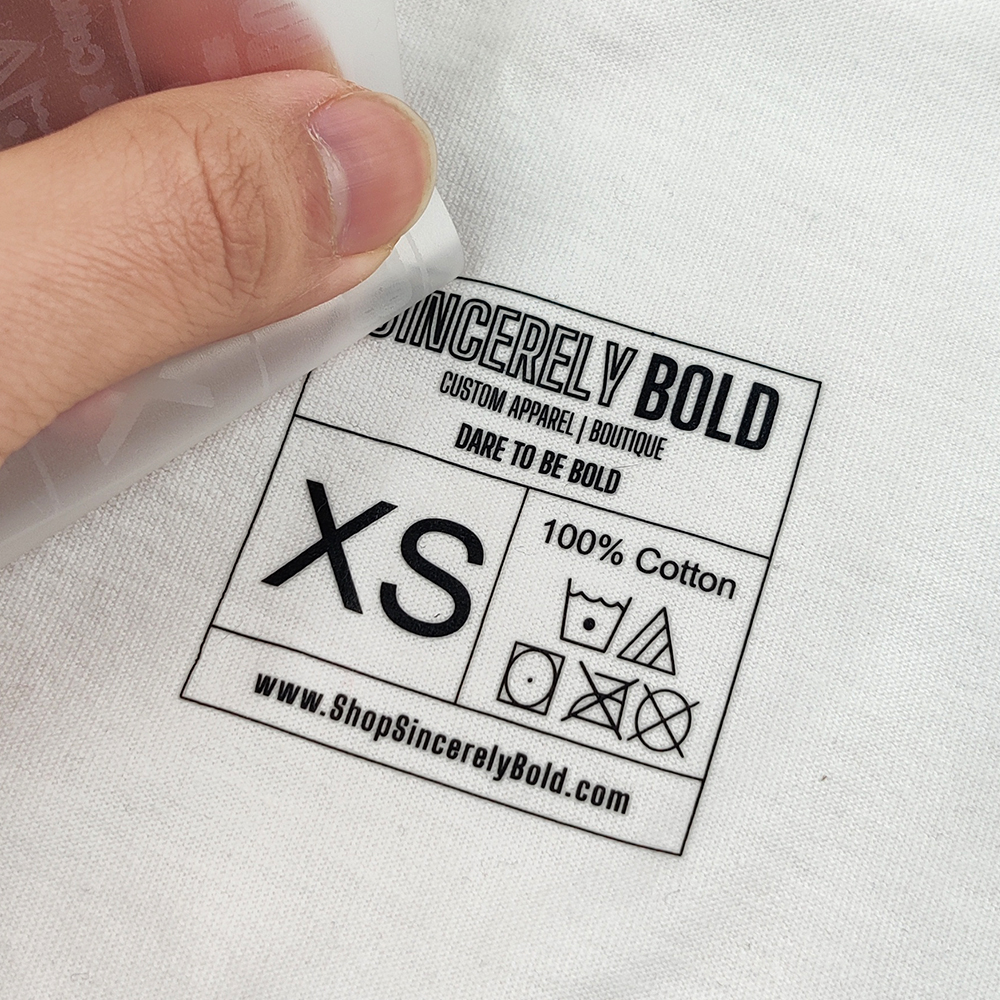 SINCERELY BOLD
CUSTOM APPAREL | BOUTIQUE
DARE TO BE BOLD
XS
100% Cotton
www.ShopSincerelyBold.com